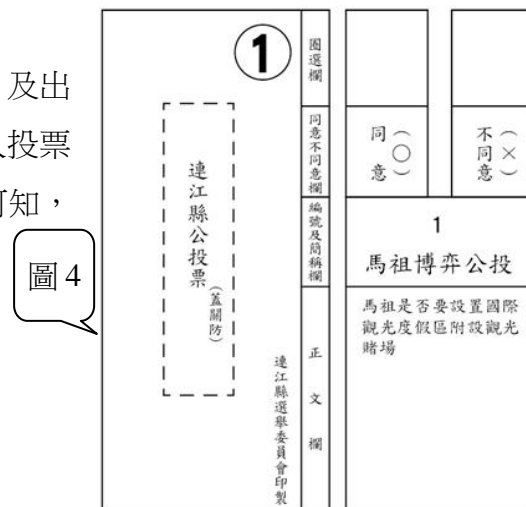 及出
投票
可知，
圖 4
①
連江縣公投票
（蓋關防）
連江縣選舉委員會印製
圈選欄
同意不同意欄
編號及簡稱欄
正文欄
同意（○）
不同意（×）
1
馬祖博弈公投
馬祖是否要設置國際
觀光度假區附設觀光
賭場